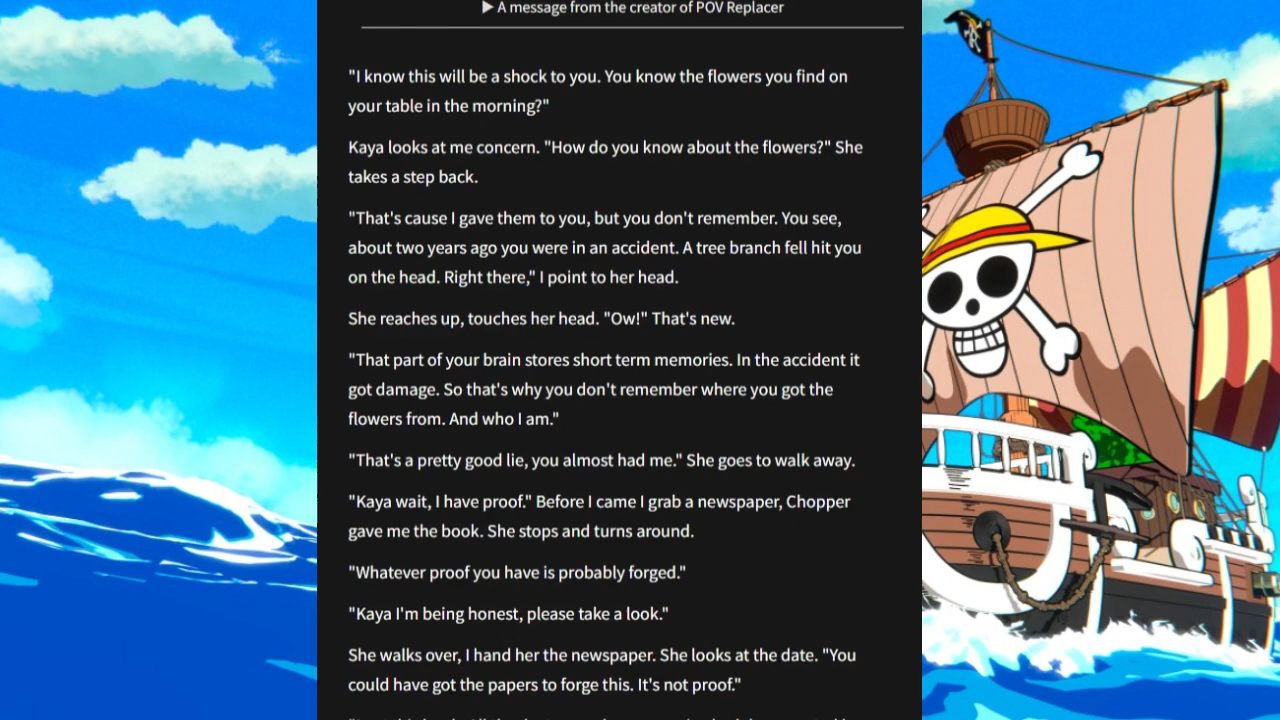 ▶ A message from the creator of POV Replacer
"I know this will be a shock to you. You know the flowers you find on
your table in the morning?"
Kaya looks at me concern. "How do you know about the flowers?" She
takes a step back.
"That's cause I gave them to you, but you don't remember. You see,
about two years ago you were in an accident. A tree branch fell hit you
on the head. Right there," I point to her head.
She reaches up, touches her head. "Ow!" That's new.
"That part of your brain stores short term memories. In the accident it
got damage. So that's why you don't remember where you got the
flowers from. And who I am."
"That's a pretty good lie, you almost had me." She goes to walk away.
"Kaya wait, I have proof." Before I came I grab a newspaper, Chopper
gave me the book. She stops and turns around.
"Whatever proof you have is probably forged."
"Kaya I'm being honest, please take a look."
She walks over, I hand her the newspaper. She looks at the date. "You
could have got the papers to forge this. It's not proof."